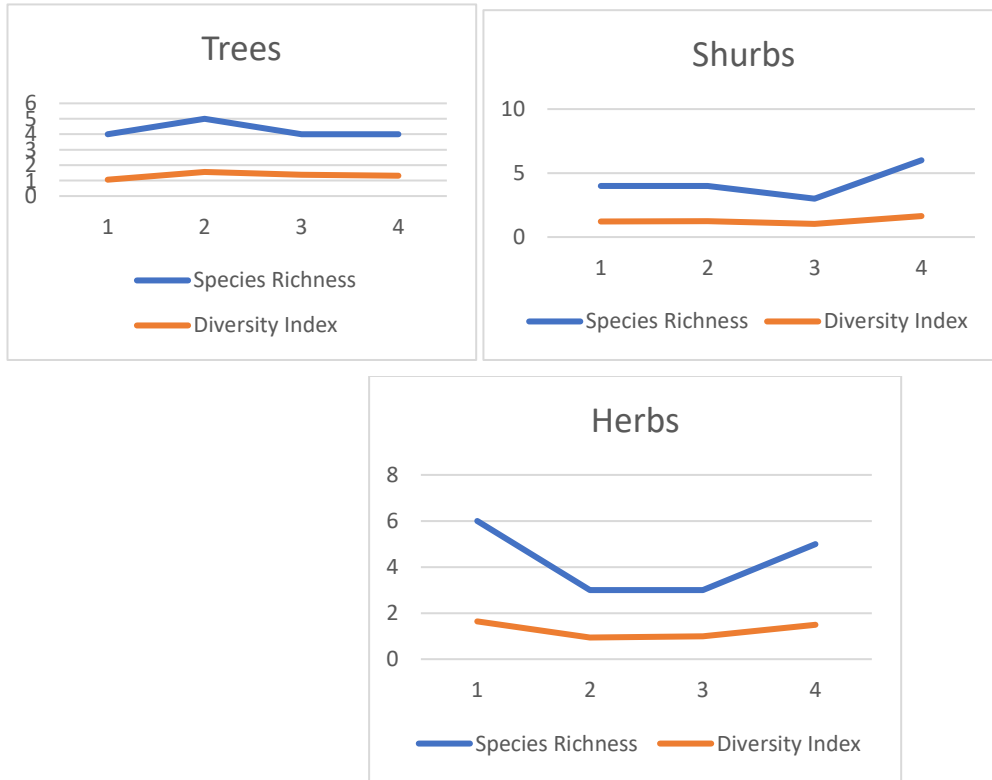 Trees
6
5
4
3
2
1
0
1 2 3 4
Species Richness
Diversity Index
Shurbs
10
5
0
1 2 3 4
Species Richness Diversity Index
Herbs
8
6
4
2
0
1 2 3 4
Species Richness Diversity Index